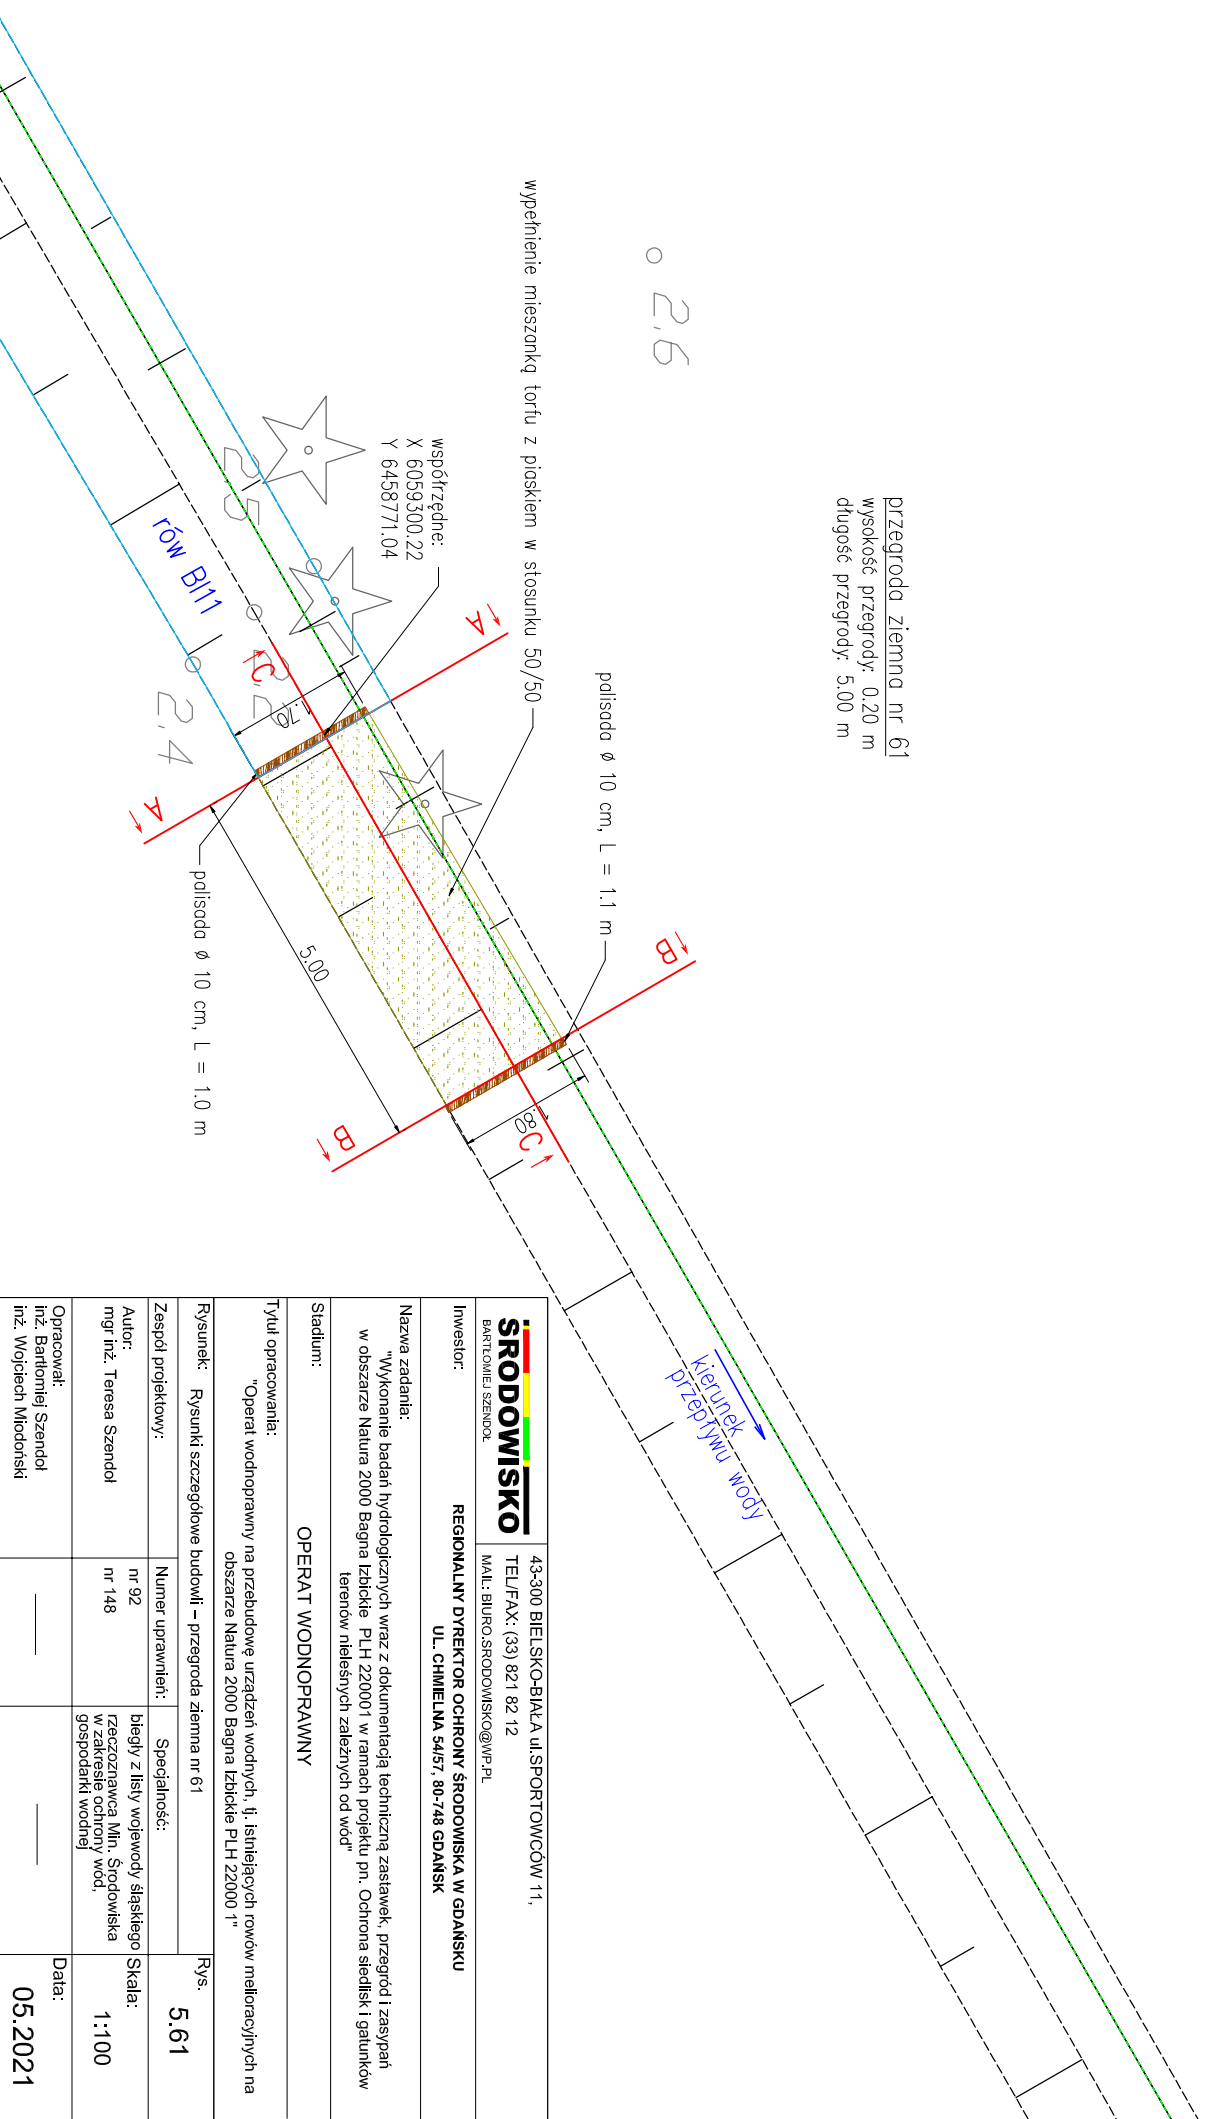 przegroda ziemna nr 61
wysokość przegrody: 0.20 m
długość przegrody: 5.00 m
2.6
palisada ø 10 cm, L = 1.1 m
wypełnienie mieszanką torfu z piaskiem w stosunku 50/50
współrzędne:
X 6059300.22
Y 6458771.04
A
B
2.5
2.2
2.4
rów BI11
C
1.70
5.00
1.80
C
A
B
palisada ø 10 cm, L = 1.0 m
kierunek
przepływu wody
ŚRODOWISKO
BARTŁOMIEJ SZENDOŁ
43-300 BIELSKO-BIAŁA ul.SPORTOWCÓW 11,
TEL/FAX: (33) 821 82 12
MAIL: BIURO.SRODOWISKO@WP.PL
Inwestor:
REGIONALNY DYREKTOR OCHRONY ŚRODOWISKA W GDAŃSKU
UL. CHMIELNA 54/57, 80-748 GDAŃSK
Nazwa zadania:
"Wykonanie badań hydrologicznych wraz z dokumentacją techniczną zastawek, przegród i zasypań
w obszarze Natura 2000 Bagna Izbickie PLH 220001 w ramach projektu pn. Ochrona siedlisk i gatunków
terenów nieleśnych zależnych od wód"
Stadium:
OPERAT WODNOPRAWNY
Tytuł opracowania:
"Operat wodnoprawny na przebudowę urządzeń wodnych, tj. istniejących rowów melioracyjnych na
obszarze Natura 2000 Bagna Izbickie PLH 220001"
Rysunek: Rysunki szczegółowe budowli – przegroda ziemna nr 61
Rys.
5.61
Zespół projektowy:
Numer uprawnień:
Specjalność:
Autor:
mgr inż. Teresa Szendoł
nr 92
nr 148
biegły z listy wojewody śląskiego
rzeczoznawca Min. Środowiska
w zakresie ochrony wód,
gospodarki wodnej
Skala:
1:100
Opracował:
inż. Bartłomiej Szendoł
inż. Wojciech Miodoński
Data:
05.2021